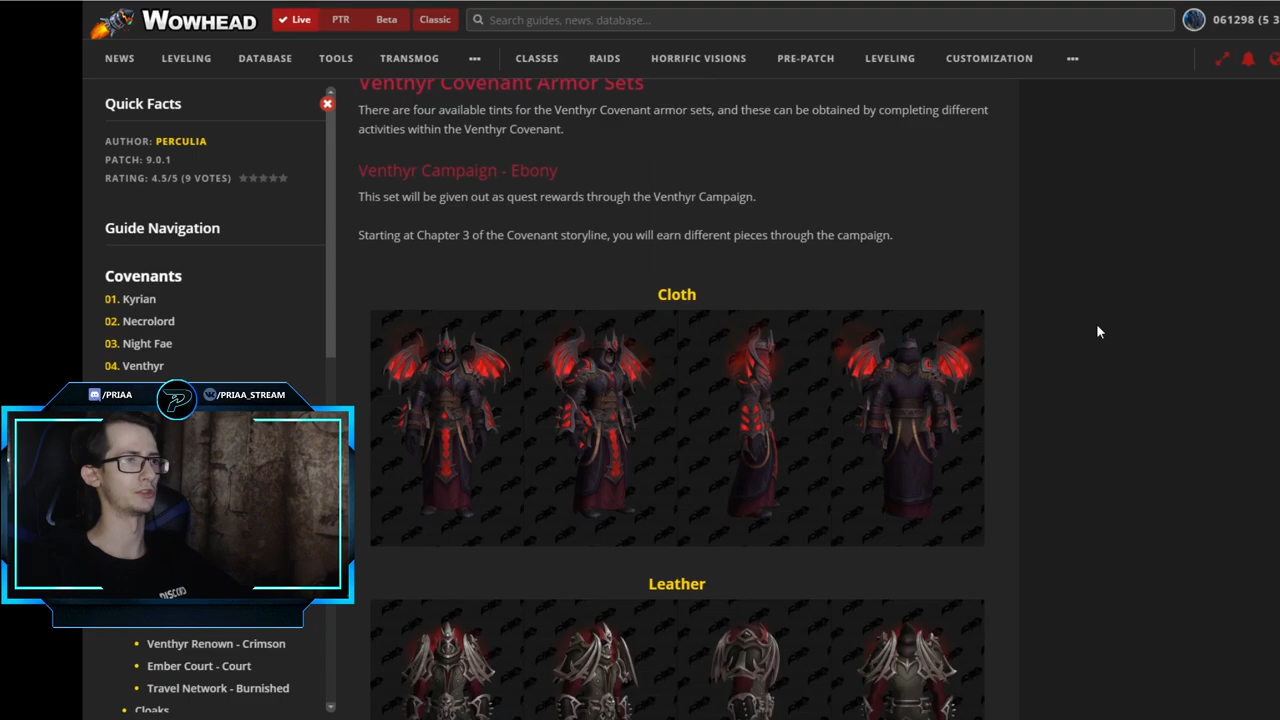 WOWHEAD
Live PTR Beta Classic
Search guides, news, database...
061298 (5 3
NEWS LEVELING DATABASE TOOLS TRANSMOG ••• CLASSES RAIDS HORRIFIC VISIONS PRE-PATCH LEVELING CUSTOMIZATION •••
Quick Facts
AUTHOR: PERCULIA
PATCH: 9.0.1
RATING: 4.5/5 (9 VOTES)
Guide Navigation
Covenants
01. Kyrian
02. Necrolord
03. Night Fae
04. Venthyr
/PRIAA
/PRIAA_STREAM
DISCO
Venthyr Renown - Crimson
Ember Court - Court
Travel Network - Burnished
Cloaks
Venthyr Covenant Armor Sets
There are four available tints for the Venthyr Covenant armor sets, and these can be obtained by completing different
activities within the Venthyr Covenant.
Venthyr Campaign - Ebony
This set will be given out as quest rewards through the Venthyr Campaign.
Starting at Chapter 3 of the Covenant storyline, you will earn different pieces through the campaign.
Cloth
Leather